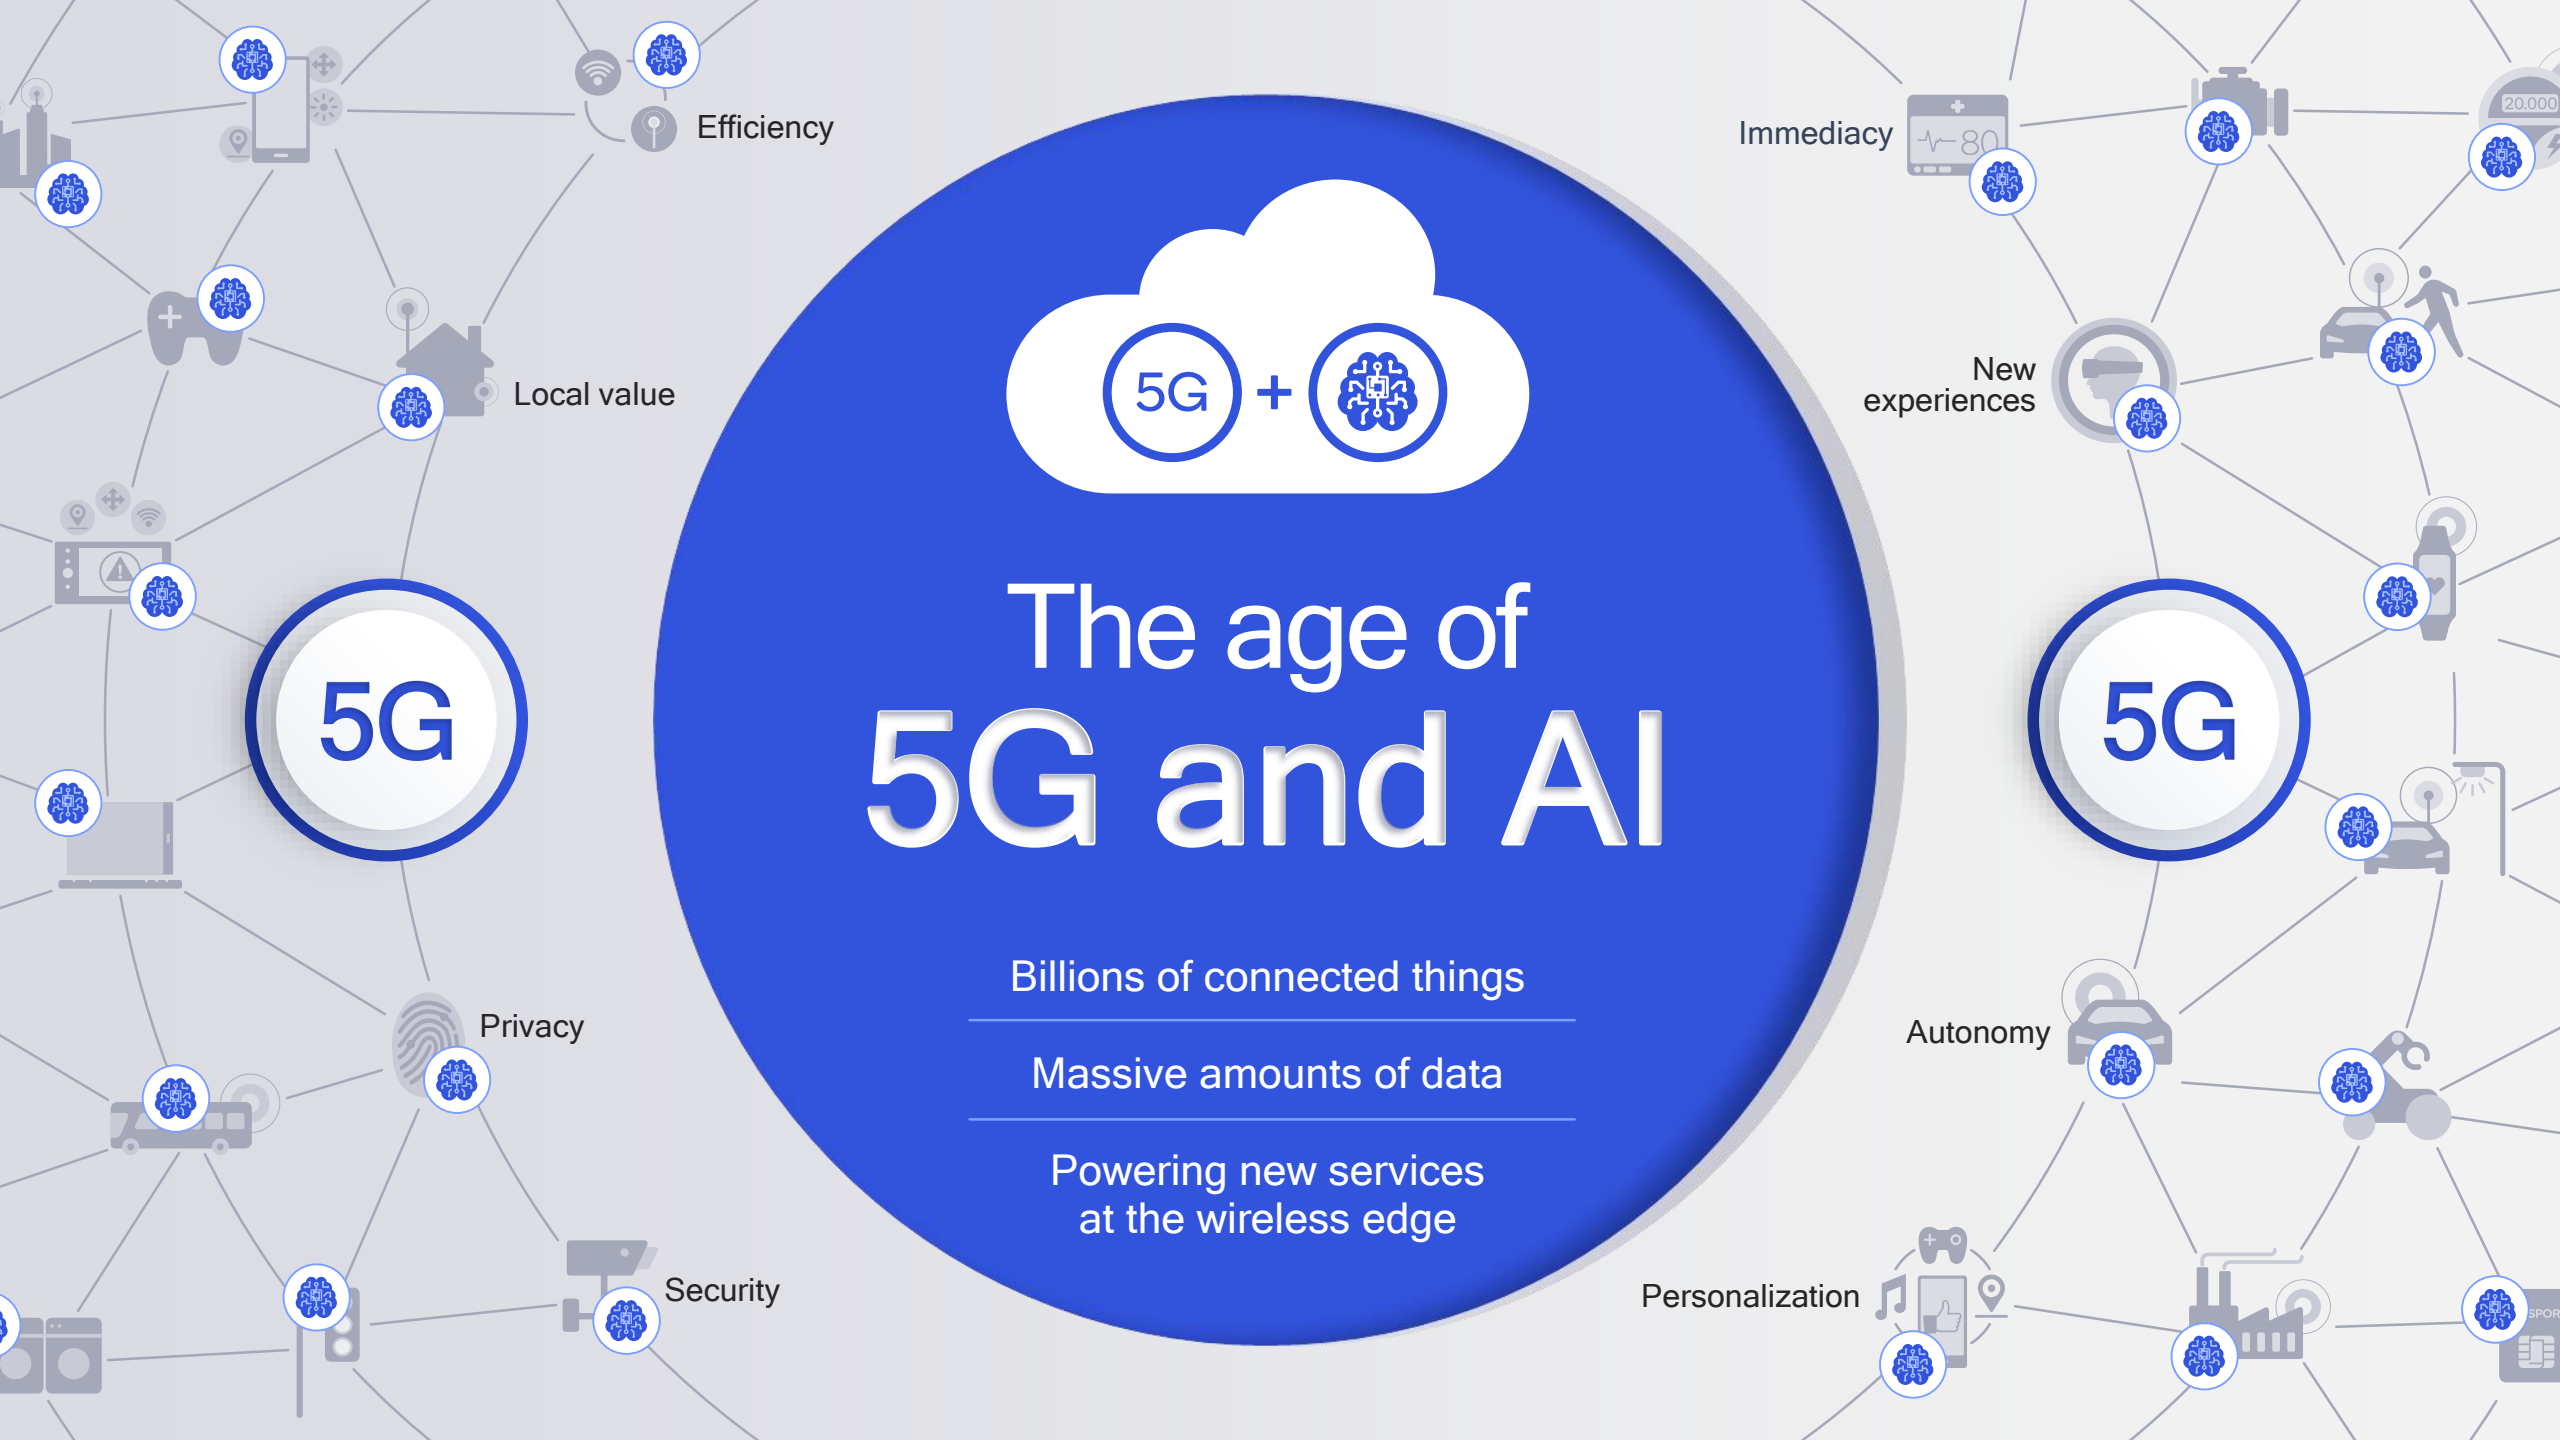 Efficiency
Local value
5G
Privacy
Security
5G +
The age of
5G and AI
Billions of connected things
Massive amounts of data
Powering new services
at the wireless edge
Immediacy
80
20.000
New
experiences
5G
Autonomy
Personalization